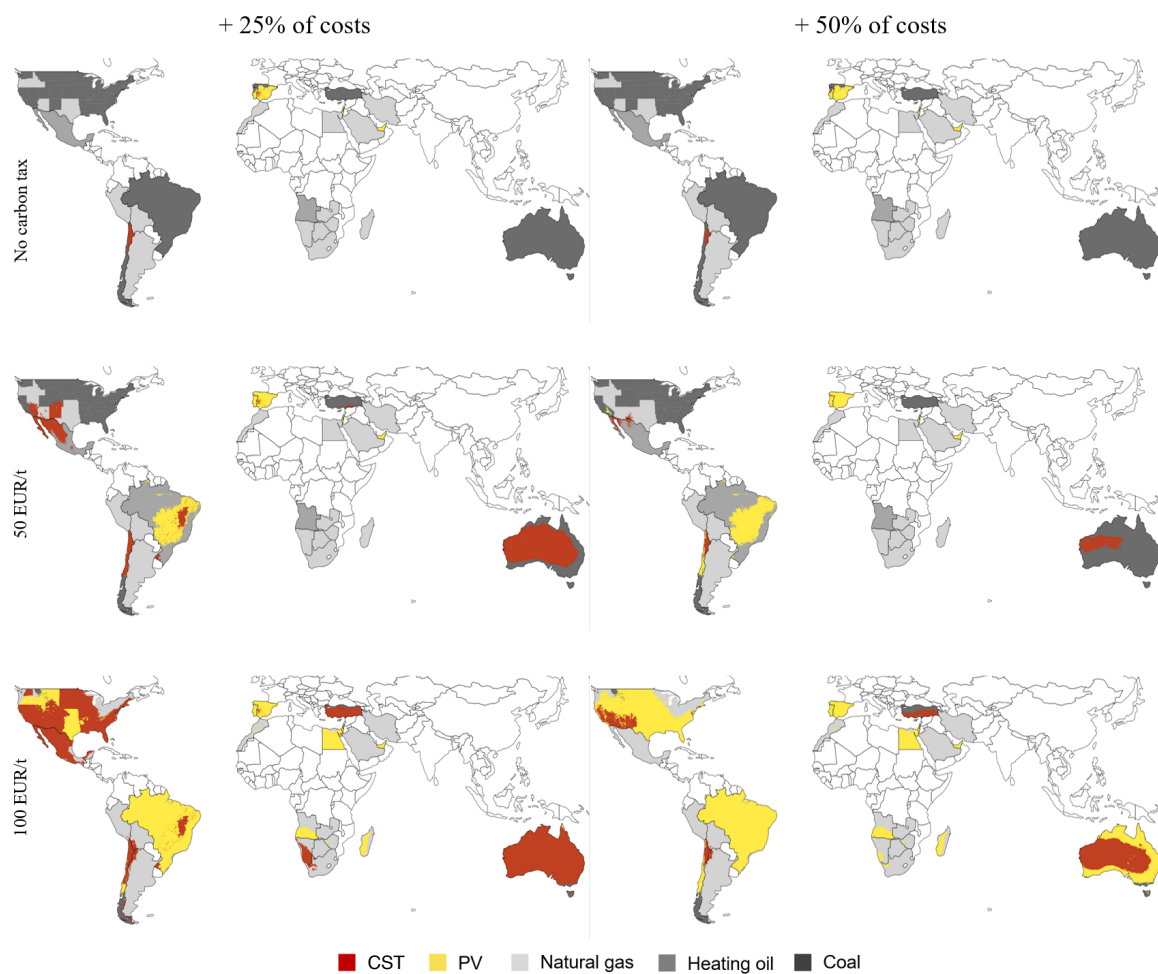 + 25% of costs
+ 50% of costs
No carbon tax
50 EUR/t
100 EUR/t
CST PV Natural gas Heating oil Coal